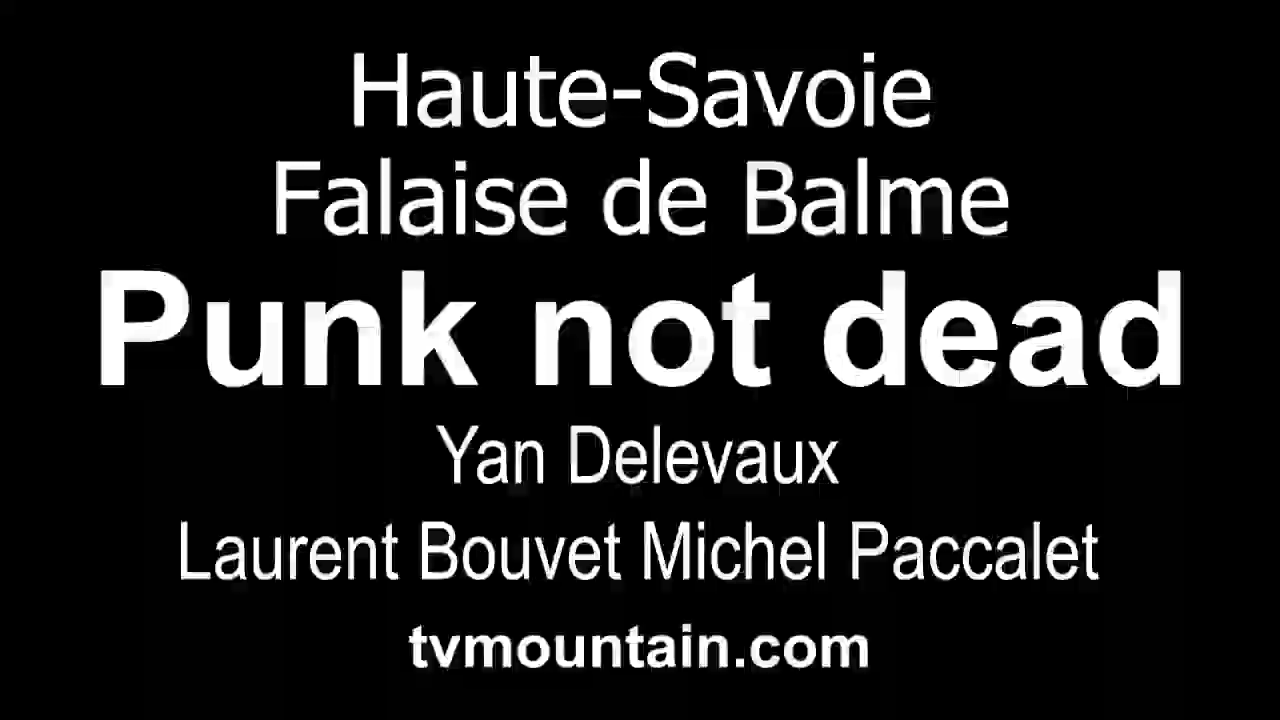 Haute-Savoie
Falaise de Balme
Punk not dead
Yan Delevaux
Laurent Bouvet Michel Paccalet
tvmountain.com